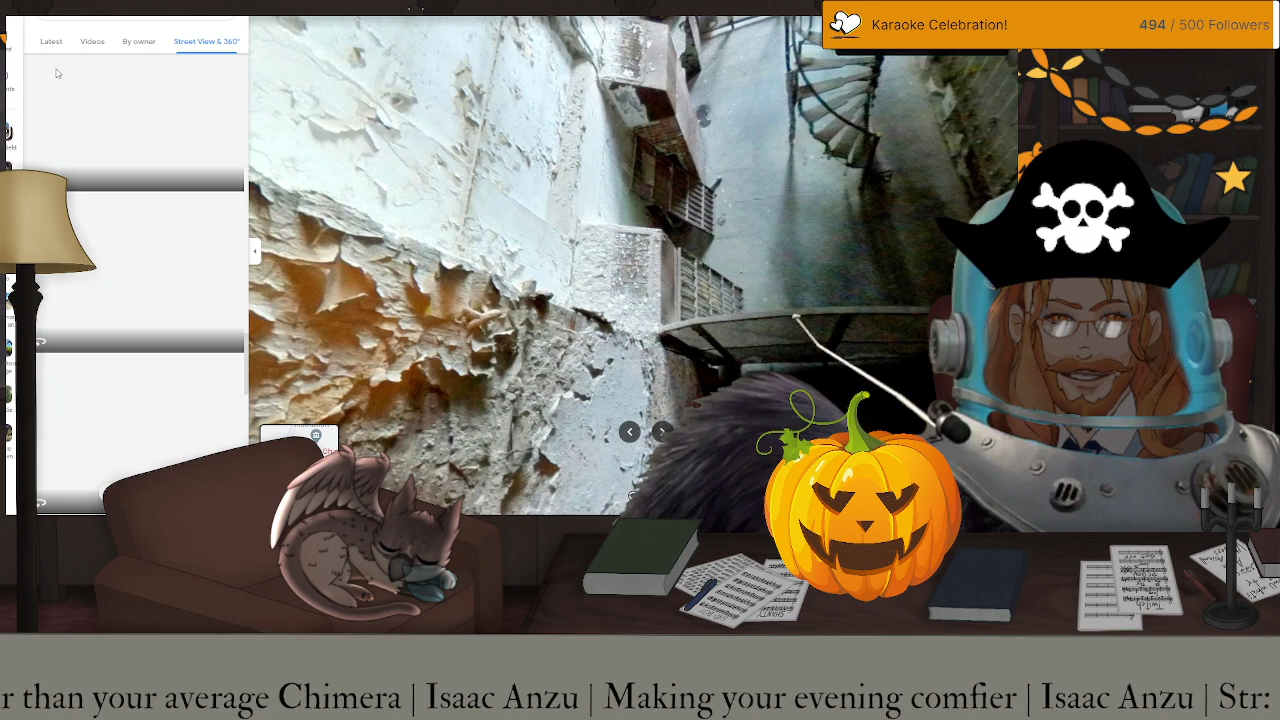 Karaoke Celebration! 494 / 500 Followers
Latest Videos By owner Street View & 360°
r than your average Chimera | Isaac Anzu | Making your evening comfier | Isaac Anzu | Str: